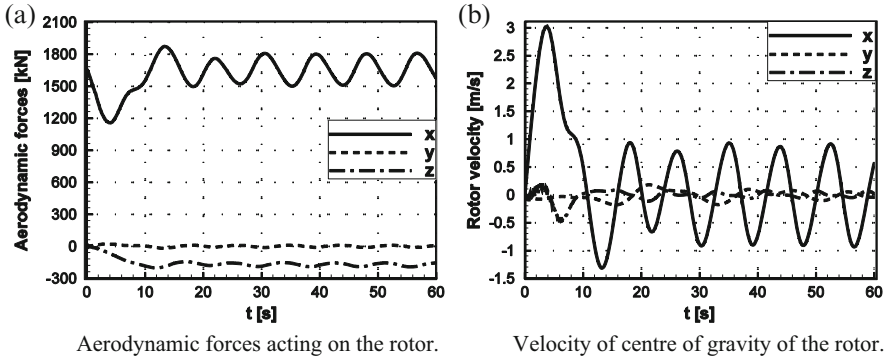 (a)
2100
1800
1500
1200
900
600
300
0
-300
Aerodynamic forces [kN]
x
y
z
0 10 20 30 40 50 60
t [s]
Aerodynamic forces acting on the rotor.
(b)
3
2.5
2
1.5
1
0.5
0
-0.5
-1
-1.5
Rotor velocity [m/s]
x
y
z
0 10 20 30 40 50 60
t [s]
Velocity of centre of gravity of the rotor.